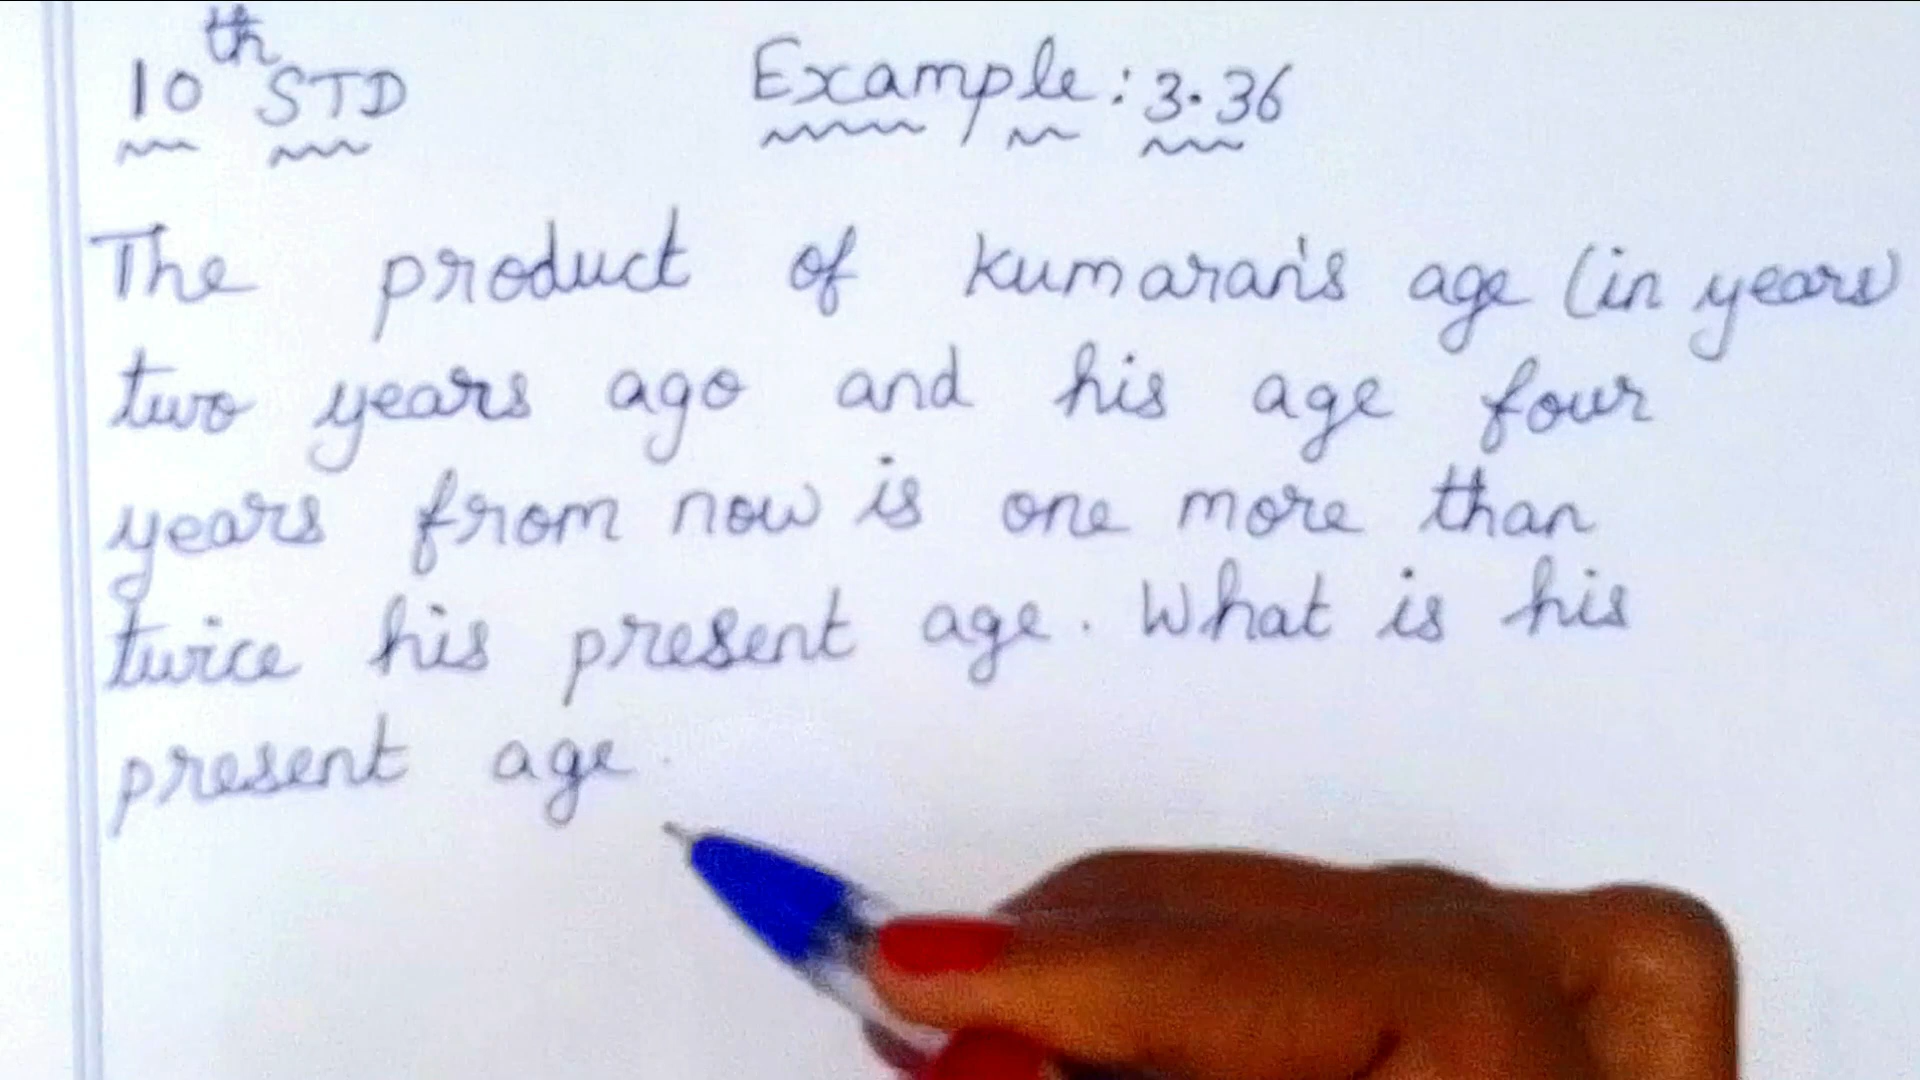 10th STD Example: 3.36
The product of kumaran's age (in years)
two years ago and his age four
years from now is one more than
twice his present age. What is his
present age.